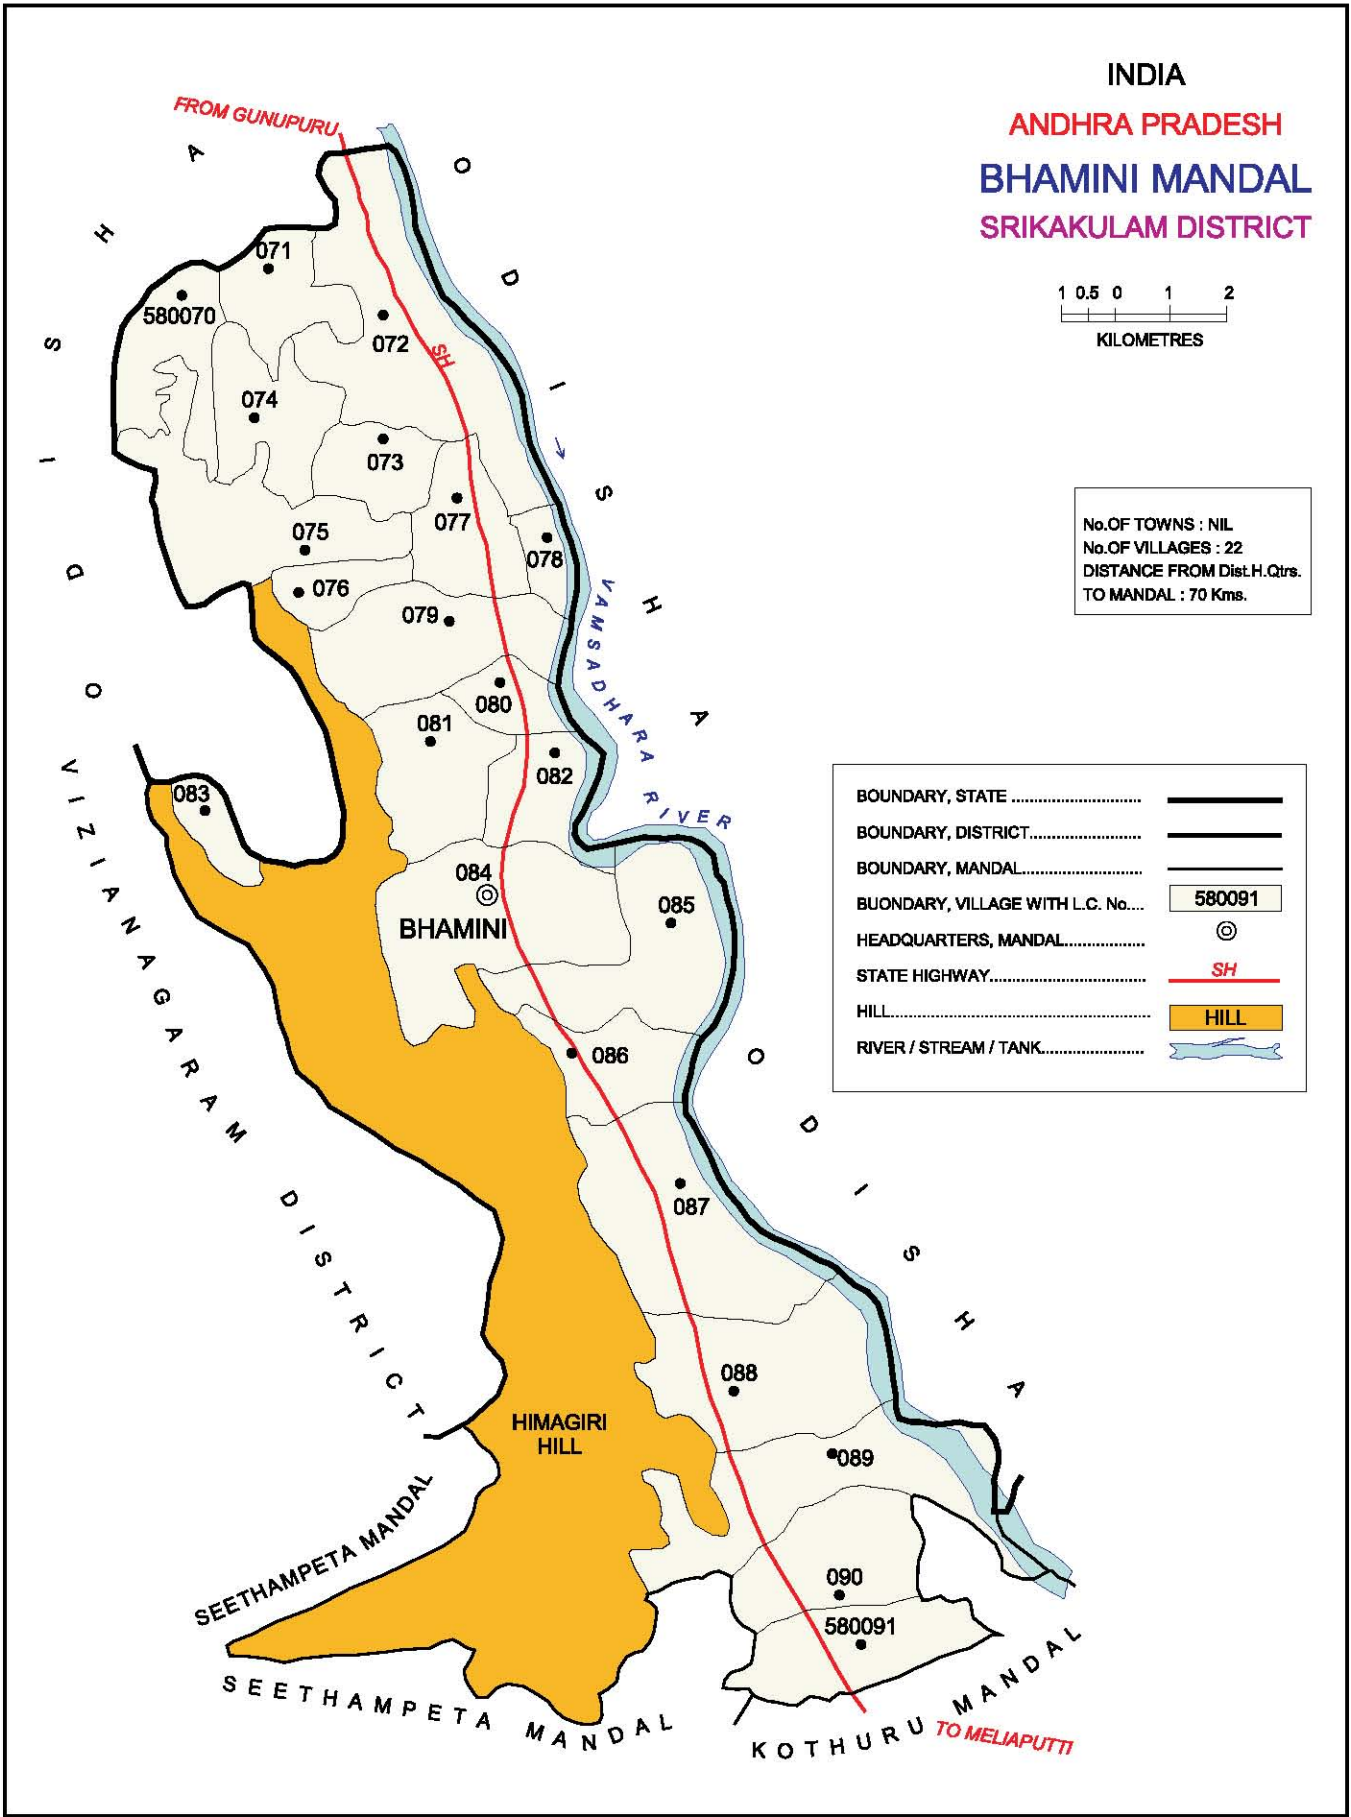 INDIA
ANDHRA PRADESH
BHAMINI MANDAL
SRIKAKULAM DISTRICT
1 0.5 0 1 2
KILOMETRES
No.OF TOWNS : NIL
No.OF VILLAGES : 22
DISTANCE FROM Dist.H.Qtrs.
TO MANDAL : 70 Kms.
BOUNDARY, STATE
BOUNDARY, DISTRICT
BOUNDARY, MANDAL
BUONDARY, VILLAGE WITH L.C. No.... 580091
HEADQUARTERS, MANDAL
STATE HIGHWAY SH
HILL HILL
RIVER / STREAM / TANK
FROM GUNUPURU
ODISHA
ODISHA
071
580070
072
SH
074
073
077
075
078
076
079
VAMSADHARA RIVER
080
081
082
083
084
BHAMINI
085
086
ODISHA
VIZIANAGARAM DISTRICT
087
088
HIMAGIRI
HILL
089
SEETHAMPETA MANDAL
090
580091
SEETHAMPETA MANDAL
KOTHURU MANDAL
TO MELIAPUTTI